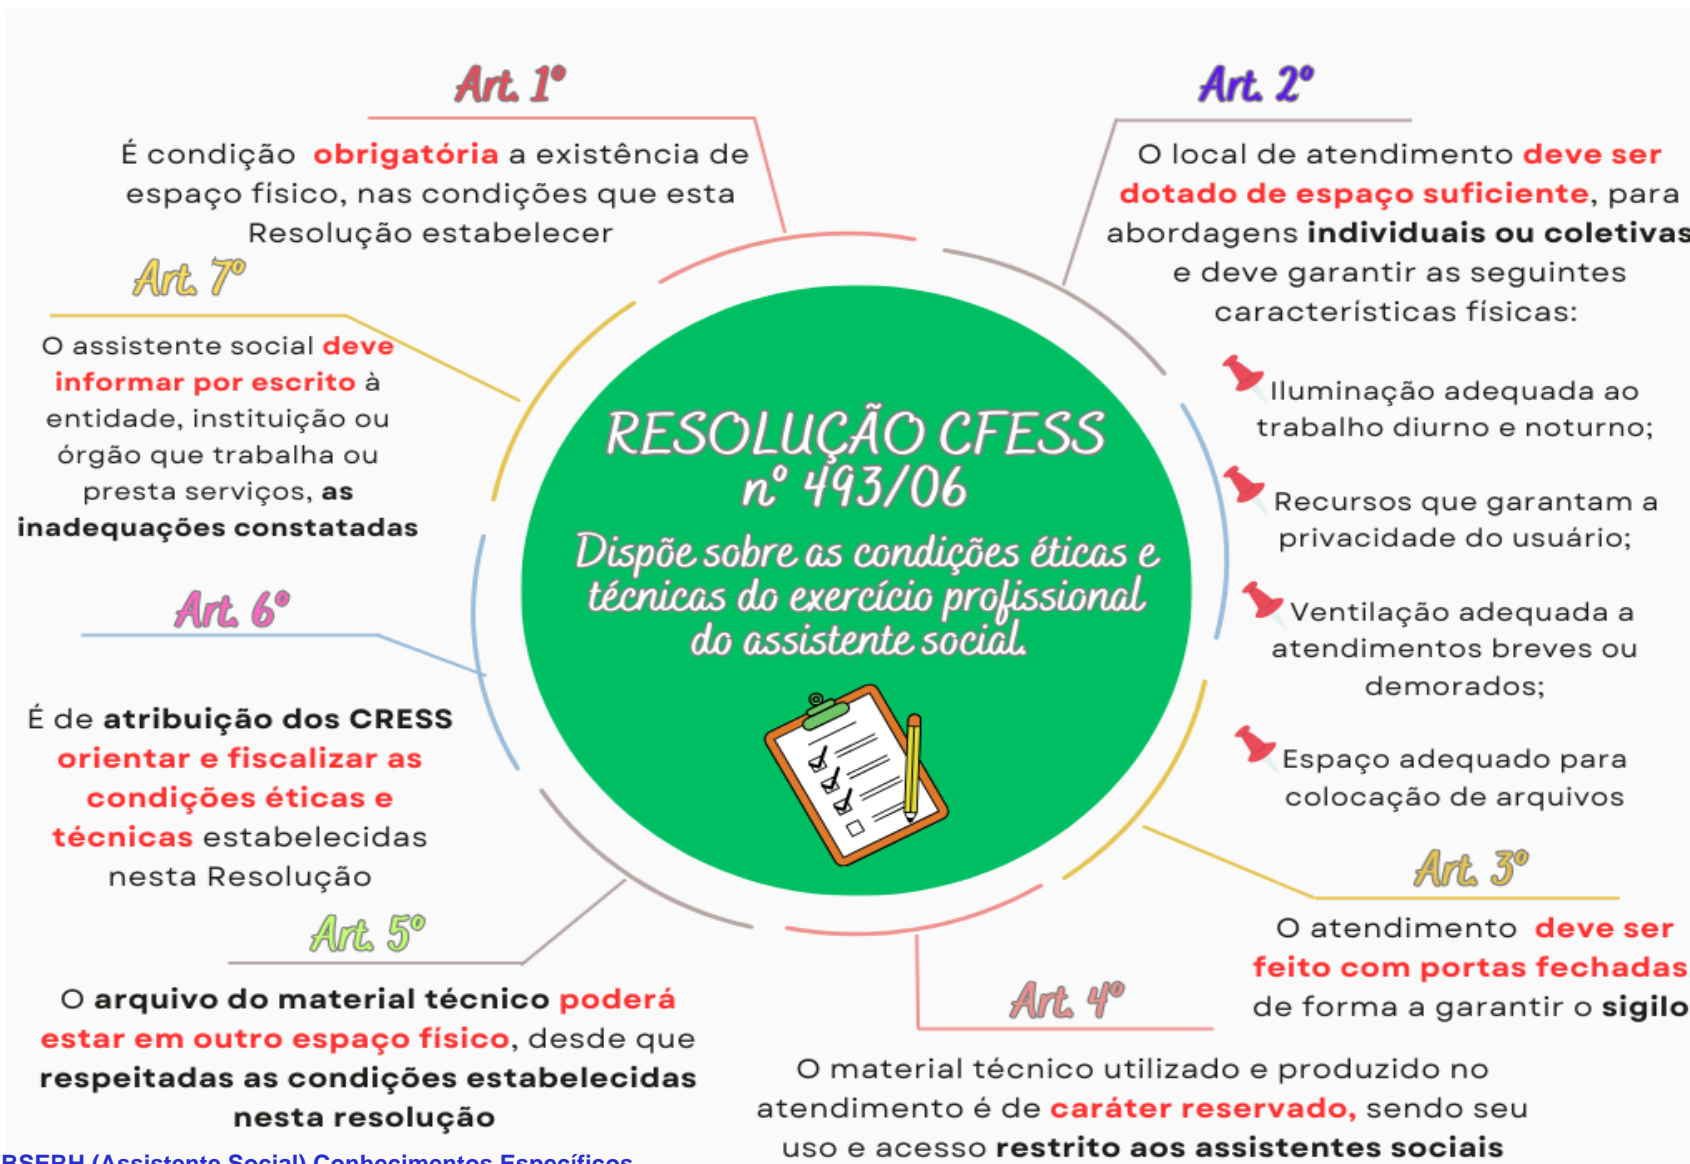 Art. 1º
É condição obrigatória a existência de
espaço físico, nas condições que esta
Resolução estabelecer
Art. 2º
O local de atendimento deve ser
dotado de espaço suficiente, para
abordagens individuais ou coletivas
e deve garantir as seguintes
características físicas:
Iluminação adequada ao
trabalho diurno e noturno;
Recursos que garantam a
privacidade do usuário;
Ventilação adequada a
atendimentos breves ou
demorados;
Espaço adequado para
colocação de arquivos
RESOLUÇÃO CFESS
nº 493/06
Dispõe sobre as condições éticas e
técnicas do exercício profissional
do assistente social.
Art. 3º
O atendimento deve ser
feito com portas fechadas
de forma a garantir o sigilo
Art. 4º
O material técnico utilizado e produzido no
atendimento é de caráter reservado, sendo seu
uso e acesso restrito aos assistentes sociais
Art. 5º
O arquivo do material técnico poderá
estar em outro espaço físico, desde que
respeitadas as condições estabelecidas
nesta resolução
Art. 6º
É de atribuição dos CRESS
orientar e fiscalizar as
condições éticas e
técnicas estabelecidas
nesta Resolução
Art. 7º
O assistente social deve
informar por escrito à
entidade, instituição ou
órgão que trabalha ou
presta serviços, as
inadequações constatadas
BSERH (Assistente Social) Conhecimentos Específicos